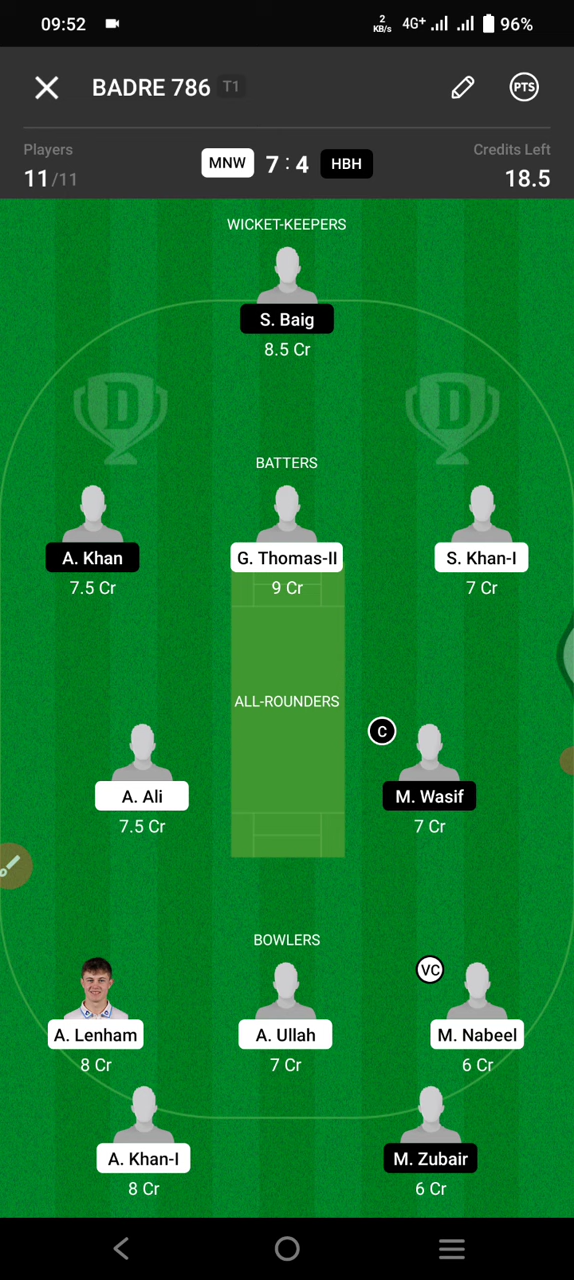 09:52 2 KB/s 4G+ 96%
BADRE 786 T1 PTS
Players Credits Left
11/11 MNW 7 : 4 HBH 18.5
WICKET-KEEPERS
S. Baig
8.5 Cr
D D
BATTERS
A. Khan G. Thomas-II S. Khan-I
7.5 Cr 9 Cr 7 Cr
ALL-ROUNDERS
C
A. Ali M. Wasif
7.5 Cr 7 Cr
BOWLERS
VC
A. Lenham A. Ullah M. Nabeel
8 Cr 7 Cr 6 Cr
A. Khan-I M. Zubair
8 Cr 6 Cr